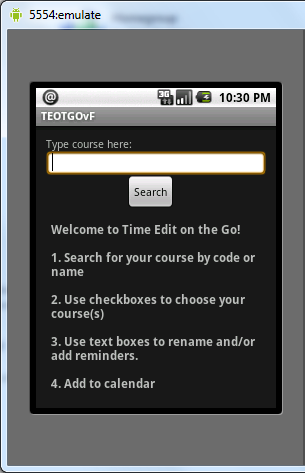 5554:emulate
@ 3G 10:30 PM
TEOTGOvF
Type course here:
Search
Welcome to Time Edit on the Go!
1. Search for your course by code or
name
2. Use checkboxes to choose your
course(s)
3. Use text boxes to rename and/or
add reminders.
4. Add to calendar